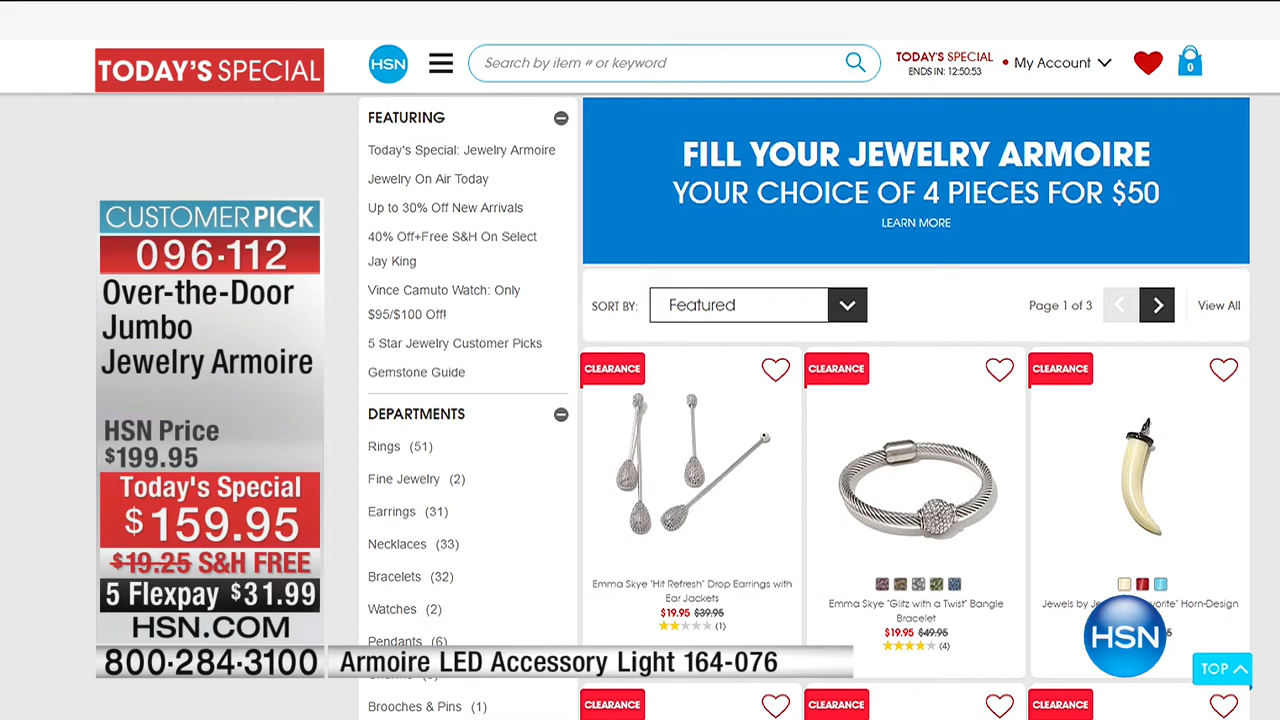 TODAY'S SPECIAL
HSN
Search by item # or keyword
TODAY'S SPECIAL
ENDS IN: 12:50:53
My Account
0
CUSTOMER PICK
096-112
Over-the-Door
Jumbo
Jewelry Armoire
HSN Price
$199.95
Today's Special
$159.95
$19.25 S&H FREE
5 Flexpay $31.99
HSN.COM
800-284-3100
Armoire LED Accessory Light 164-076
FEATURING
Today's Special: Jewelry Armoire
Jewelry On Air Today
Up to 30% Off New Arrivals
40% Off+Free S&H On Select
Jay King
Vince Camuto Watch: Only
$95/$100 Off!
5 Star Jewelry Customer Picks
Gemstone Guide
DEPARTMENTS
Rings (51)
Fine Jewelry (2)
Earrings (31)
Necklaces (33)
Bracelets (32)
Watches (2)
Pendants (6)
Brooches & Pins (1)
FILL YOUR JEWELRY ARMOIRE
YOUR CHOICE OF 4 PIECES FOR $50
LEARN MORE
SORT BY:
Featured
Page 1 of 3
View All
CLEARANCE
Emma Skye "Hit Refresh" Drop Earrings with
Ear Jackets
$19.95 $39.95
(1)
CLEARANCE
Emma Skye "Glitz with a Twist" Bangle
Bracelet
$19.95 $49.95
(4)
CLEARANCE
Jewels by Horn-Design
HSN
TOP
CLEARANCE
CLEARANCE
CLEARANCE